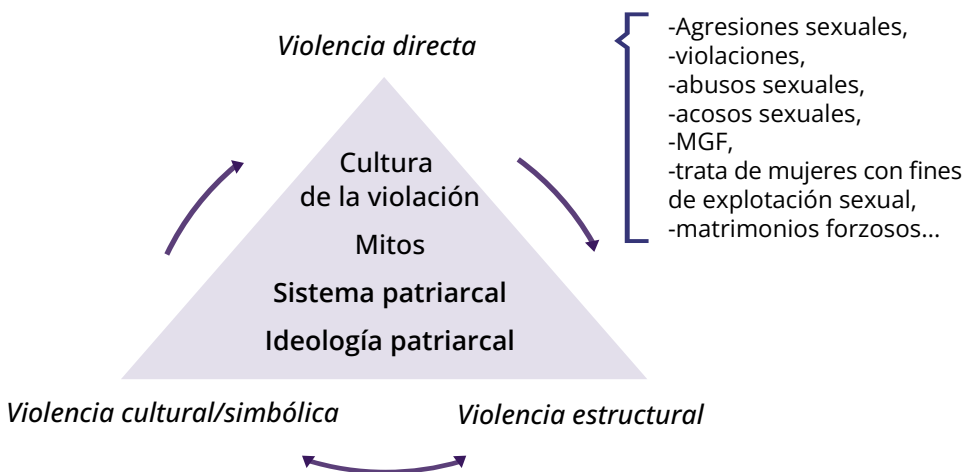 Violencia directa
-Agresiones sexuales,
-violaciones,
-abusos sexuales,
-acosos sexuales,
-MGF,
-trata de mujeres con fines
de explotación sexual,
-matrimonios forzosos...
Cultura
de la violación
Mitos
Sistema patriarcal
Ideología patriarcal
Violencia cultural/simbólica
Violencia estructural